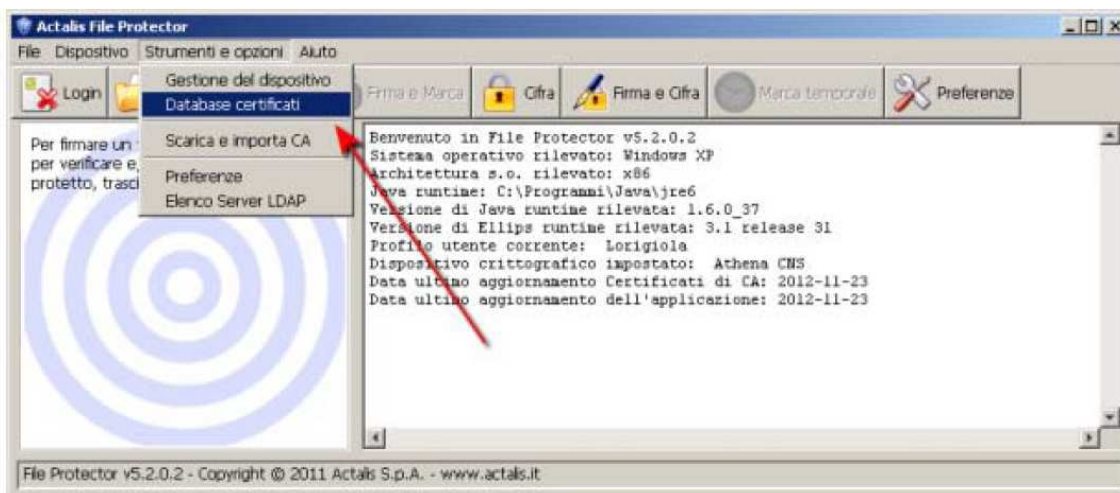 Actalis File Protector
File Dispositivo Strumenti e opzioni Aiuto
Login
Firma e Marca
Cifra
Firma e Cifra
Marca temporale
Preferenze
Gestione del dispositivo
Database certificati
Scarica e importa CA
Preferenze
Elenco Server LDAP
Per firmare un
per verificare e,
protetto, trasci
Benvenuto in File Protector v5.2.0.2
Sistema operativo rilevato: Windows XP
Architettura s.o. rilevato: x86
Java runtime: C:\Programmi\Java\jre6
Versione di Java runtime rilevata: 1.6.0_37
Versione di Ellips runtime rilevata: 3.1 release 31
Profilo utente corrente: Lorigiola
Dispositivo crittografico impostato: Athena CNS
Data ultimo aggiornamento Certificati di CA: 2012-11-23
Data ultimo aggiornamento dell'applicazione: 2012-11-23
File Protector v5.2.0.2 - Copyright © 2011 Actalis S.p.A. - www.actalis.it